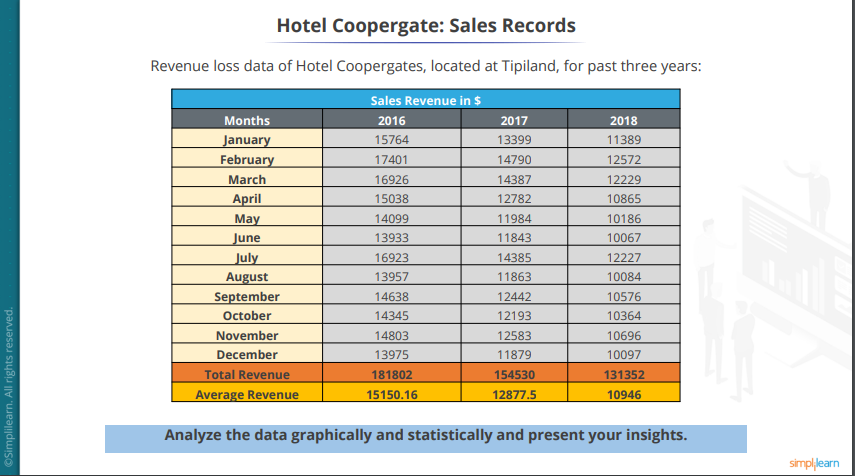 Hotel Coopergate: Sales Records
Revenue loss data of Hotel Coopergates, located at Tipiland, for past three years:
Sales Revenue in $
Months 2016 2017 2018
January 15764 13399 11389
February 17401 14790 12572
March 16926 14387 12229
April 15038 12782 10865
May 14099 11984 10186
June 13933 11843 10067
July 16923 14385 12227
August 13957 11863 10084
September 14638 12442 10576
October 14345 12193 10364
November 14803 12583 10696
December 13975 11879 10097
Total Revenue 181802 154530 131352
Average Revenue 15150.16 12877.5 10946
Analyze the data graphically and statistically and present your insights.
©Simplilearn. All rights reserved.
simplilearn